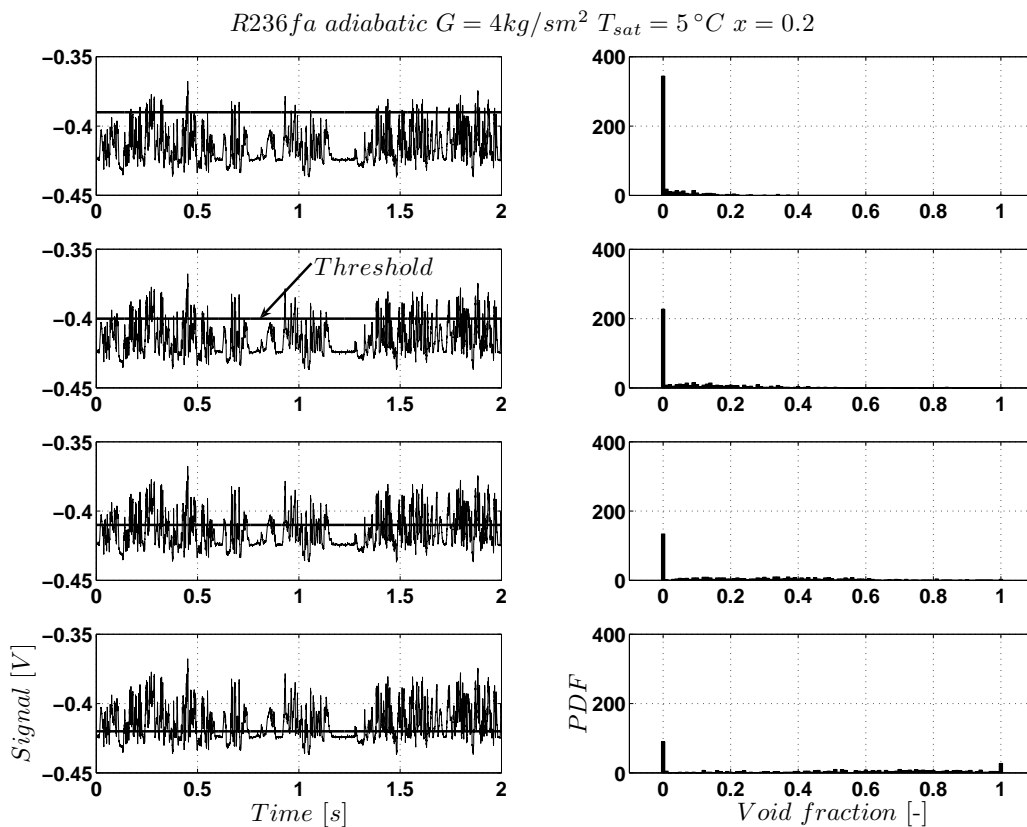 R236fa adiabatic G = 4kg/sm² T_sat = 5 °C x = 0.2
−0.35
−0.4
−0.45
0 0.5 1 1.5 2
400
200
0
0 0.2 0.4 0.6 0.8 1
−0.35
−0.4
−0.45
Threshold
0 0.5 1 1.5 2
400
200
0
0 0.2 0.4 0.6 0.8 1
−0.35
−0.4
−0.45
0 0.5 1 1.5 2
400
200
0
0 0.2 0.4 0.6 0.8 1
Signal [V]
−0.35
−0.4
−0.45
0 0.5 1 1.5 2
Time [s]
PDF
400
200
0
0 0.2 0.4 0.6 0.8 1
Void fraction [-]